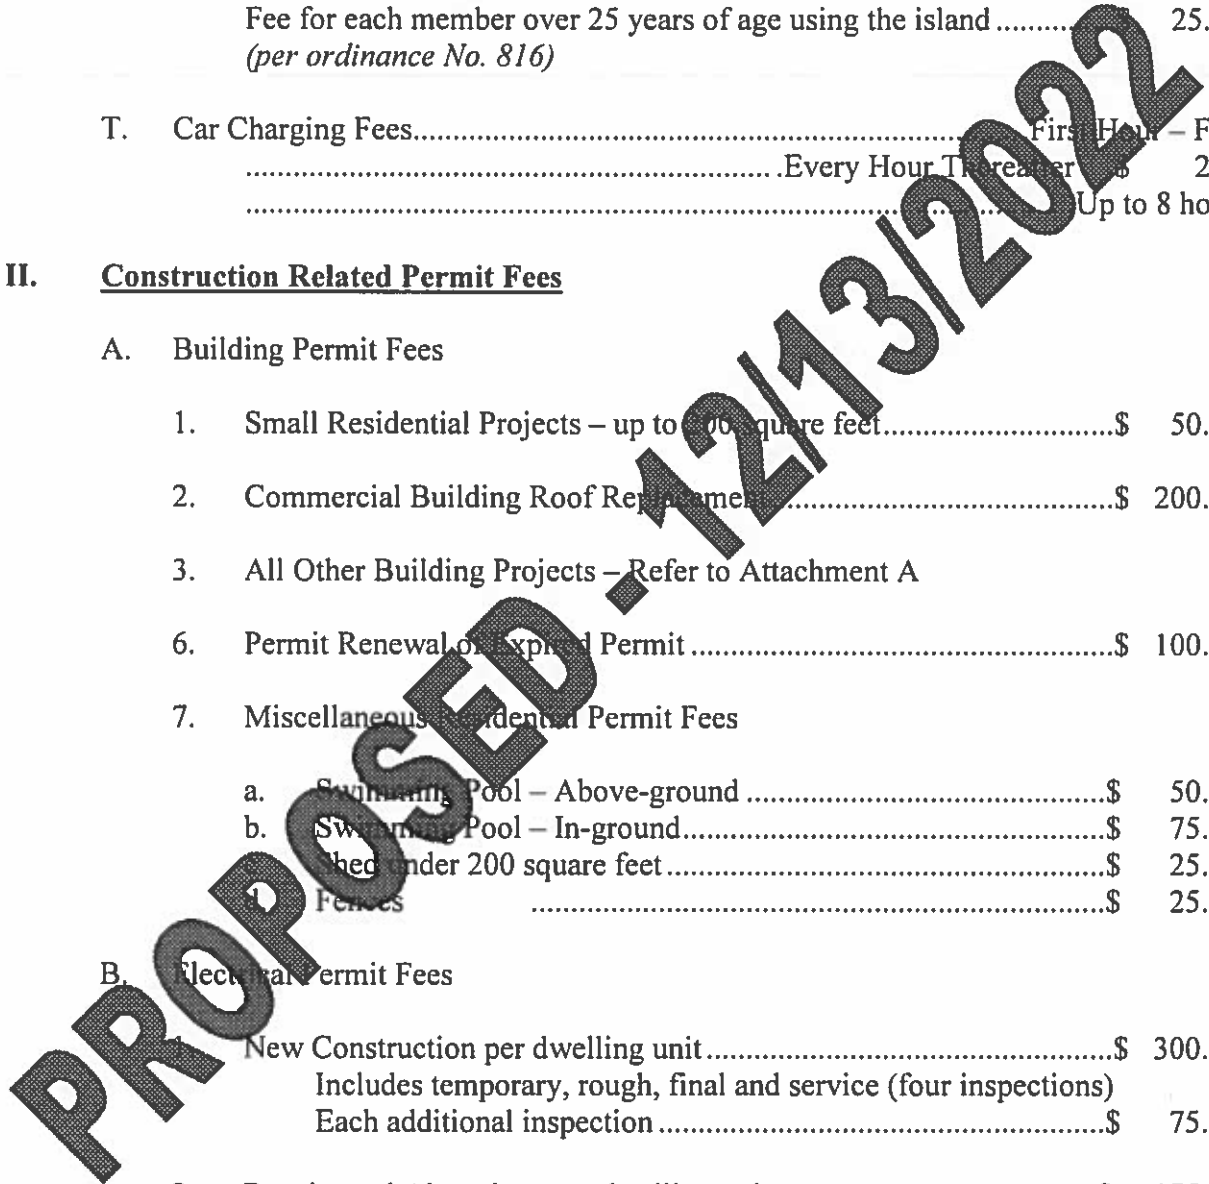 Fee for each member over 25 years of age using the island .......... $ 25.
(per ordinance No. 816)
T. Car Charging Fees.......... First Hour – F
.......... .Every Hour Thereafter $ 2
.......... Up to 8 ho
II. Construction Related Permit Fees
A. Building Permit Fees
1. Small Residential Projects – up to square feet..........$ 50.
2. Commercial Building Roof Replacement..........$ 200.
3. All Other Building Projects – Refer to Attachment A
6. Permit Renewal of Expired Permit ..........$ 100.
7. Miscellaneous Residential Permit Fees
a. Swimming Pool – Above-ground ..........$ 50.
b. Swimming Pool – In-ground..........$ 75.
Shed under 200 square feet..........$ 25.
d. Fences ..........$ 25.
B. Electrical Permit Fees
1. New Construction per dwelling unit..........$ 300.
Includes temporary, rough, final and service (four inspections)
Each additional inspection..........$ 75.
PROPOSED - 12/13/2022